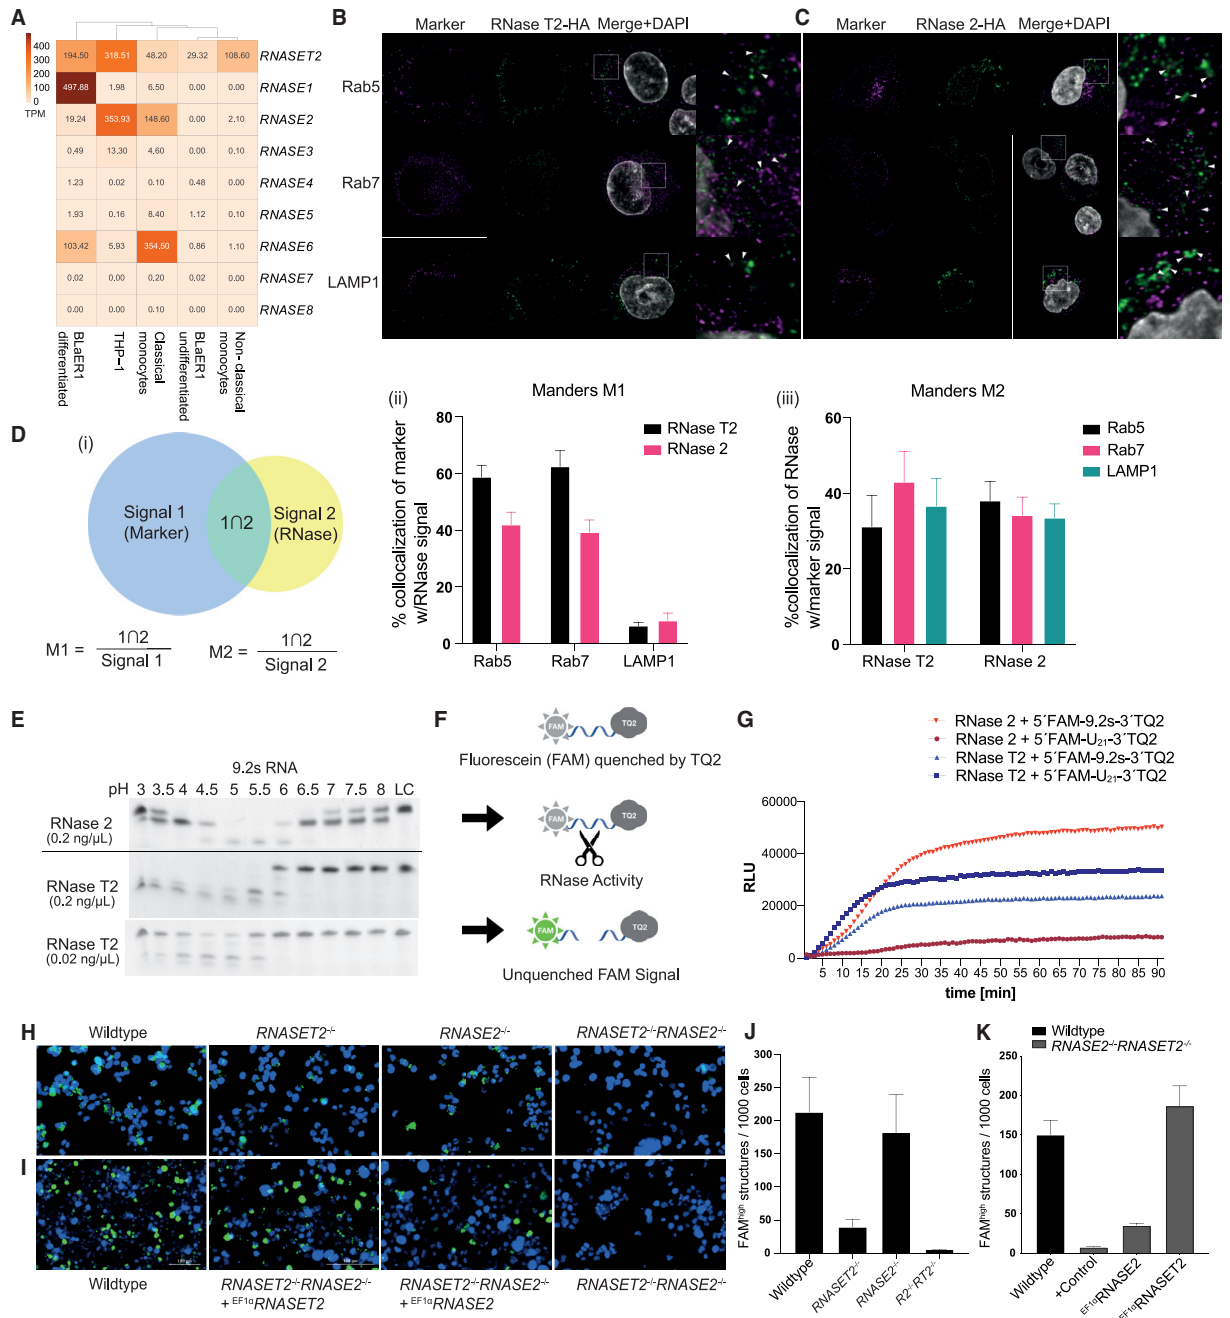 A
400
300
200
100
0
TPM
194.50 318.51 48.20 29.32 108.60 RNASET2
497.88 1.98 6.50 0.00 0.00 RNASE1
19.24 353.93 148.60 0.00 2.10 RNASE2
0.49 13.30 4.60 0.00 0.10 RNASE3
1.23 0.02 0.10 0.48 0.00 RNASE4
1.93 0.16 8.40 1.12 0.10 RNASE5
103.42 5.93 354.50 0.86 1.10 RNASE6
0.02 0.00 0.20 0.02 0.00 RNASE7
0.00 0.00 0.10 0.00 0.00 RNASE8
BLaER1 differentiated
THP-1
Classical monocytes
BLaER1 undifferentiated
Non-classical monocytes
B
Marker RNase T2-HA Merge+DAPI
Rab5
Rab7
LAMP1
C
Marker RNase 2-HA Merge+DAPI
D
(i)
Signal 1 (Marker)
1∩2
Signal 2 (RNase)
M1 = 1∩2 / Signal 1
M2 = 1∩2 / Signal 2
(ii)
Manders M1
% collocalization of marker w/RNase signal
80
60
40
20
0
Rab5 Rab7 LAMP1
RNase T2
RNase 2
(iii)
Manders M2
%collocalization of RNase w/marker signal
60
40
20
0
RNase T2 RNase 2
Rab5
Rab7
LAMP1
E
9.2s RNA
pH 3 3.5 4 4.5 5 5.5 6 6.5 7 7.5 8 LC
RNase 2
(0.2 ng/µL)
RNase T2
(0.2 ng/µL)
RNase T2
(0.02 ng/µL)
F
FAM TQ2
Fluorescein (FAM) quenched by TQ2
FAM TQ2
RNase Activity
FAM TQ2
Unquenched FAM Signal
G
RNase 2 + 5´FAM-9.2s-3´TQ2
RNase 2 + 5´FAM-U21-3´TQ2
RNase T2 + 5´FAM-9.2s-3´TQ2
RNase T2 + 5´FAM-U21-3´TQ2
RLU
60000
40000
20000
0
5 10 15 20 25 30 35 40 45 50 55 60 65 70 75 80 85 90
time [min]
H
Wildtype RNASET2-/- RNASE2-/- RNASET2-/-RNASE2-/-
I
Wildtype
RNASET2-/-RNASE2-/-
+ EF1αRNASET2
RNASET2-/-RNASE2-/-
+ EF1αRNASE2
RNASET2-/-RNASE2-/-
J
FAMhigh structures / 1000 cells
300
250
200
150
100
50
0
Wildtype
RNASET2-/-
RNASE2-/-
R2-/-RT2-/-
K
Wildtype
RNASE2-/-RNASET2-/-
FAMhigh structures / 1000 cells
250
200
150
100
50
0
Wildtype
+Control
EF1αRNASE2
EF1αRNASET2